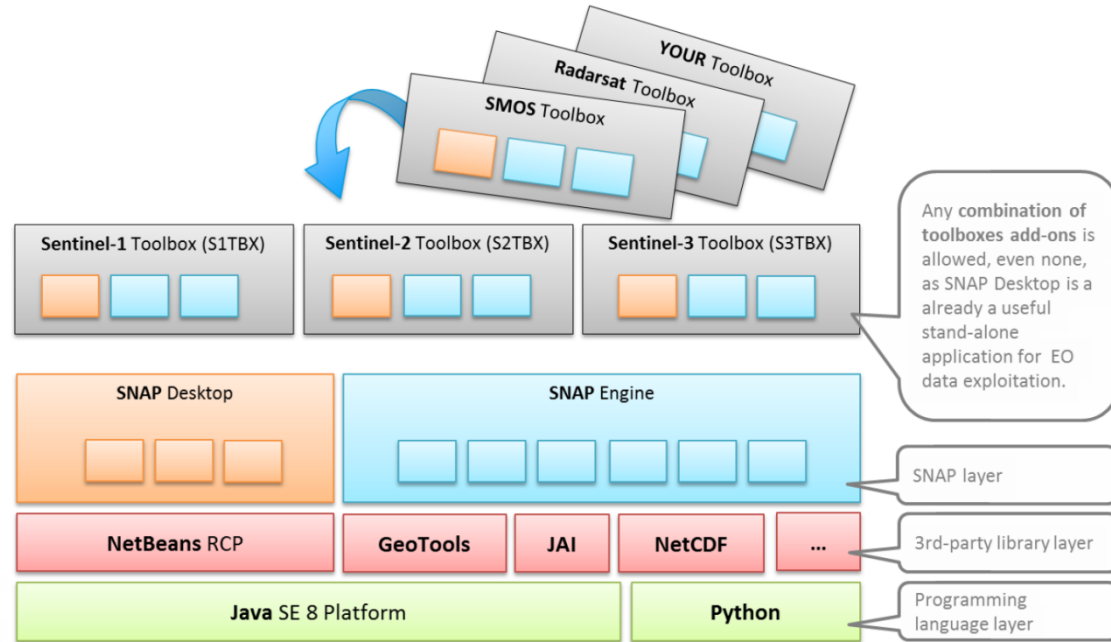 YOUR Toolbox
Radarsat Toolbox
SMOS Toolbox
Sentinel-1 Toolbox (S1TBX)
Sentinel-2 Toolbox (S2TBX)
Sentinel-3 Toolbox (S3TBX)
Any combination of
toolboxes add-ons is
allowed, even none,
as SNAP Desktop is a
already a useful
stand-alone
application for EO
data exploitation.
SNAP Desktop
SNAP Engine
SNAP layer
NetBeans RCP
GeoTools
JAI
NetCDF
...
3rd-party library layer
Java SE 8 Platform
Python
Programming
language layer